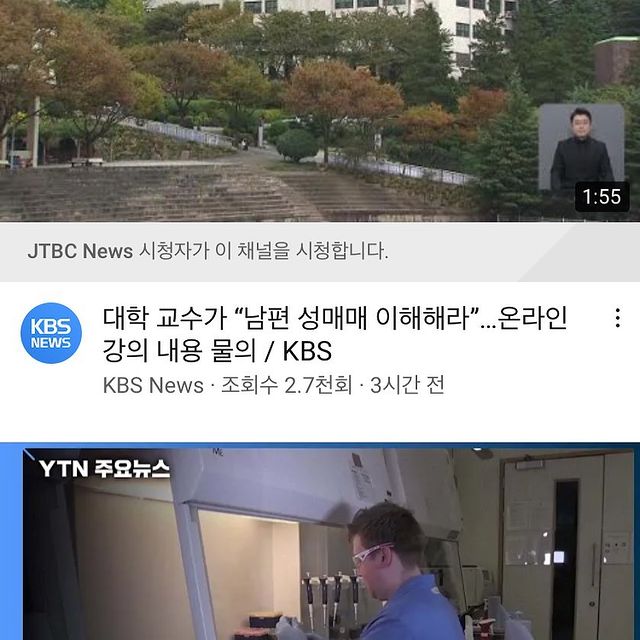 1:55
JTBC News 시청자가 이 채널을 시청합니다.
KBS
NEWS
대학 교수가 “남편 성매매 이해해라”...온라인
강의 내용 물의 / KBS
KBS News · 조회수 2.7천회 · 3시간 전
YTN 주요뉴스